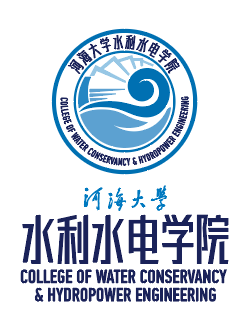 河海大学水利水电学院
COLLEGE OF WATER CONSERVANCY & HYDROPOWER ENGINEERING
河海大學
水利水电学院
COLLEGE OF WATER CONSERVANCY
& HYDROPOWER ENGINEERING